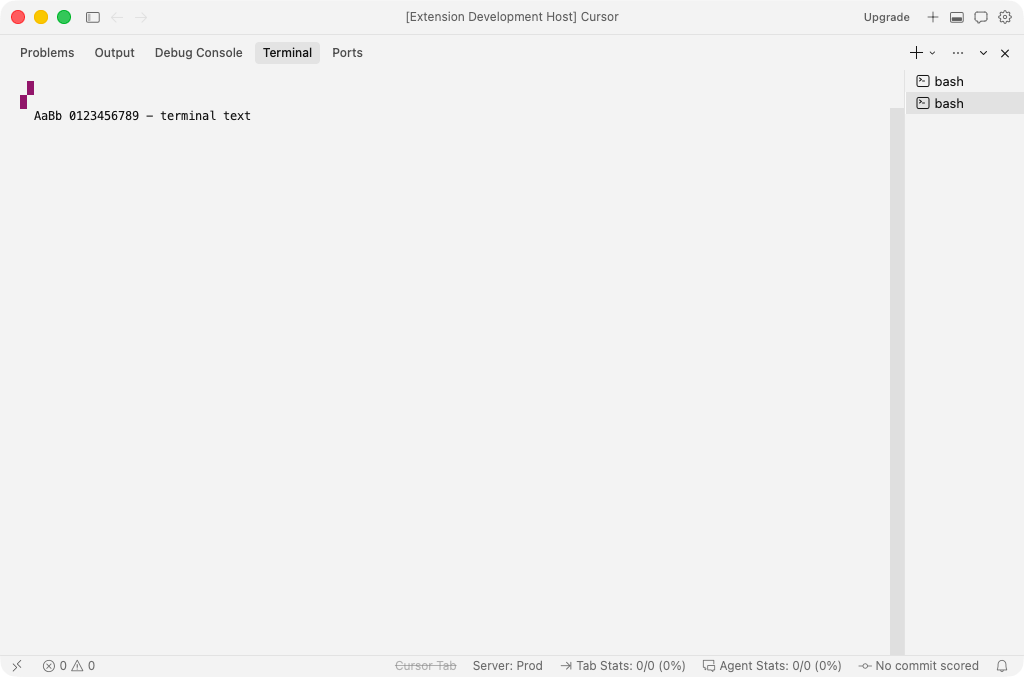 [Extension Development Host] Cursor
Upgrade
Problems Output Debug Console Terminal Ports
bash
bash
AaBb 0123456789 – terminal text
0 0 Cursor Tab Server: Prod Tab Stats: 0/0 (0%) Agent Stats: 0/0 (0%) No commit scored